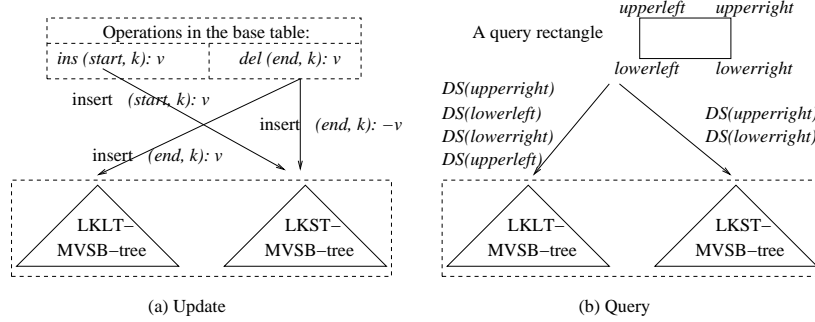 Operations in the base table:
ins (start, k): v
del (end, k): v
insert (start, k): v
insert (end, k): −v
insert (end, k): v
LKLT−
MVSB−tree
LKST−
MVSB−tree
(a) Update
upperleft upperright
A query rectangle
lowerleft lowerright
DS(upperright)
DS(lowerleft)
DS(lowerright)
DS(upperleft)
DS(upperright)
DS(lowerright)
LKLT−
MVSB−tree
LKST−
MVSB−tree
(b) Query